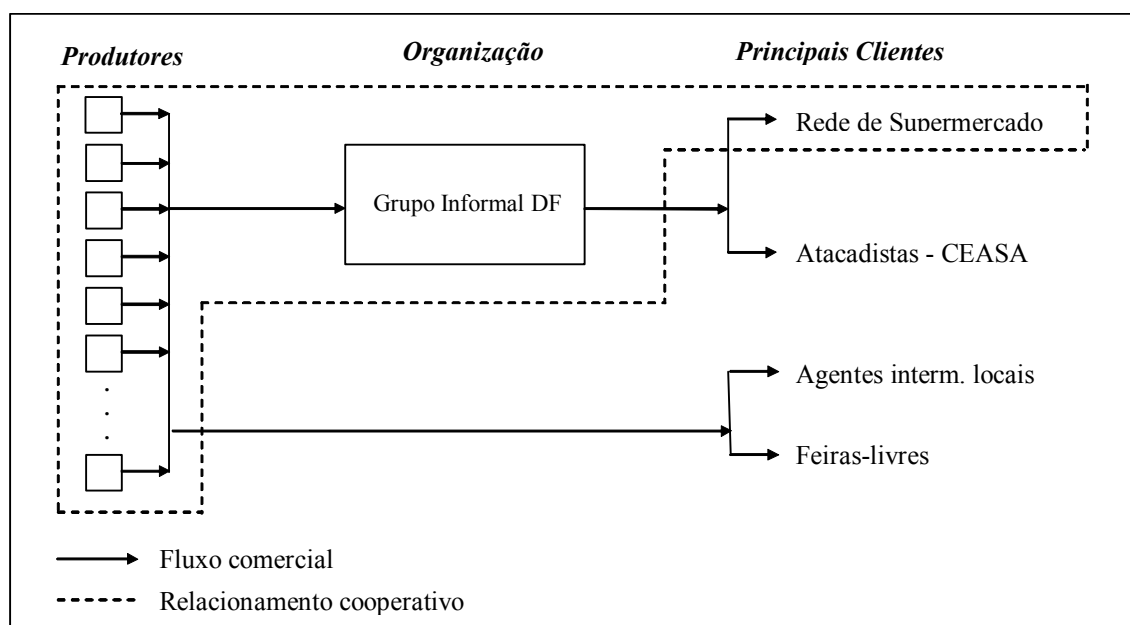 Produtores
Organização
Principais Clientes
Rede de Supermercado
Grupo Informal DF
Atacadistas - CEASA
Agentes interm. locais
Feiras-livres
Fluxo comercial
Relacionamento cooperativo